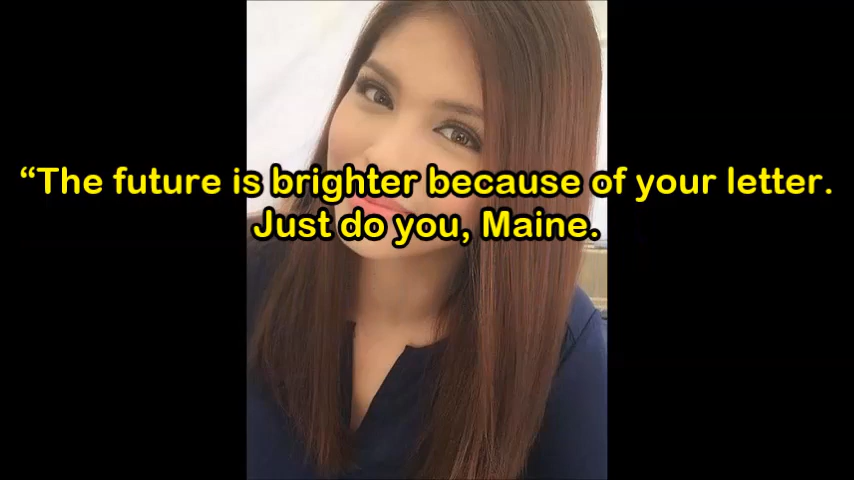 “The future is brighter because of your letter.
Just do you, Maine.